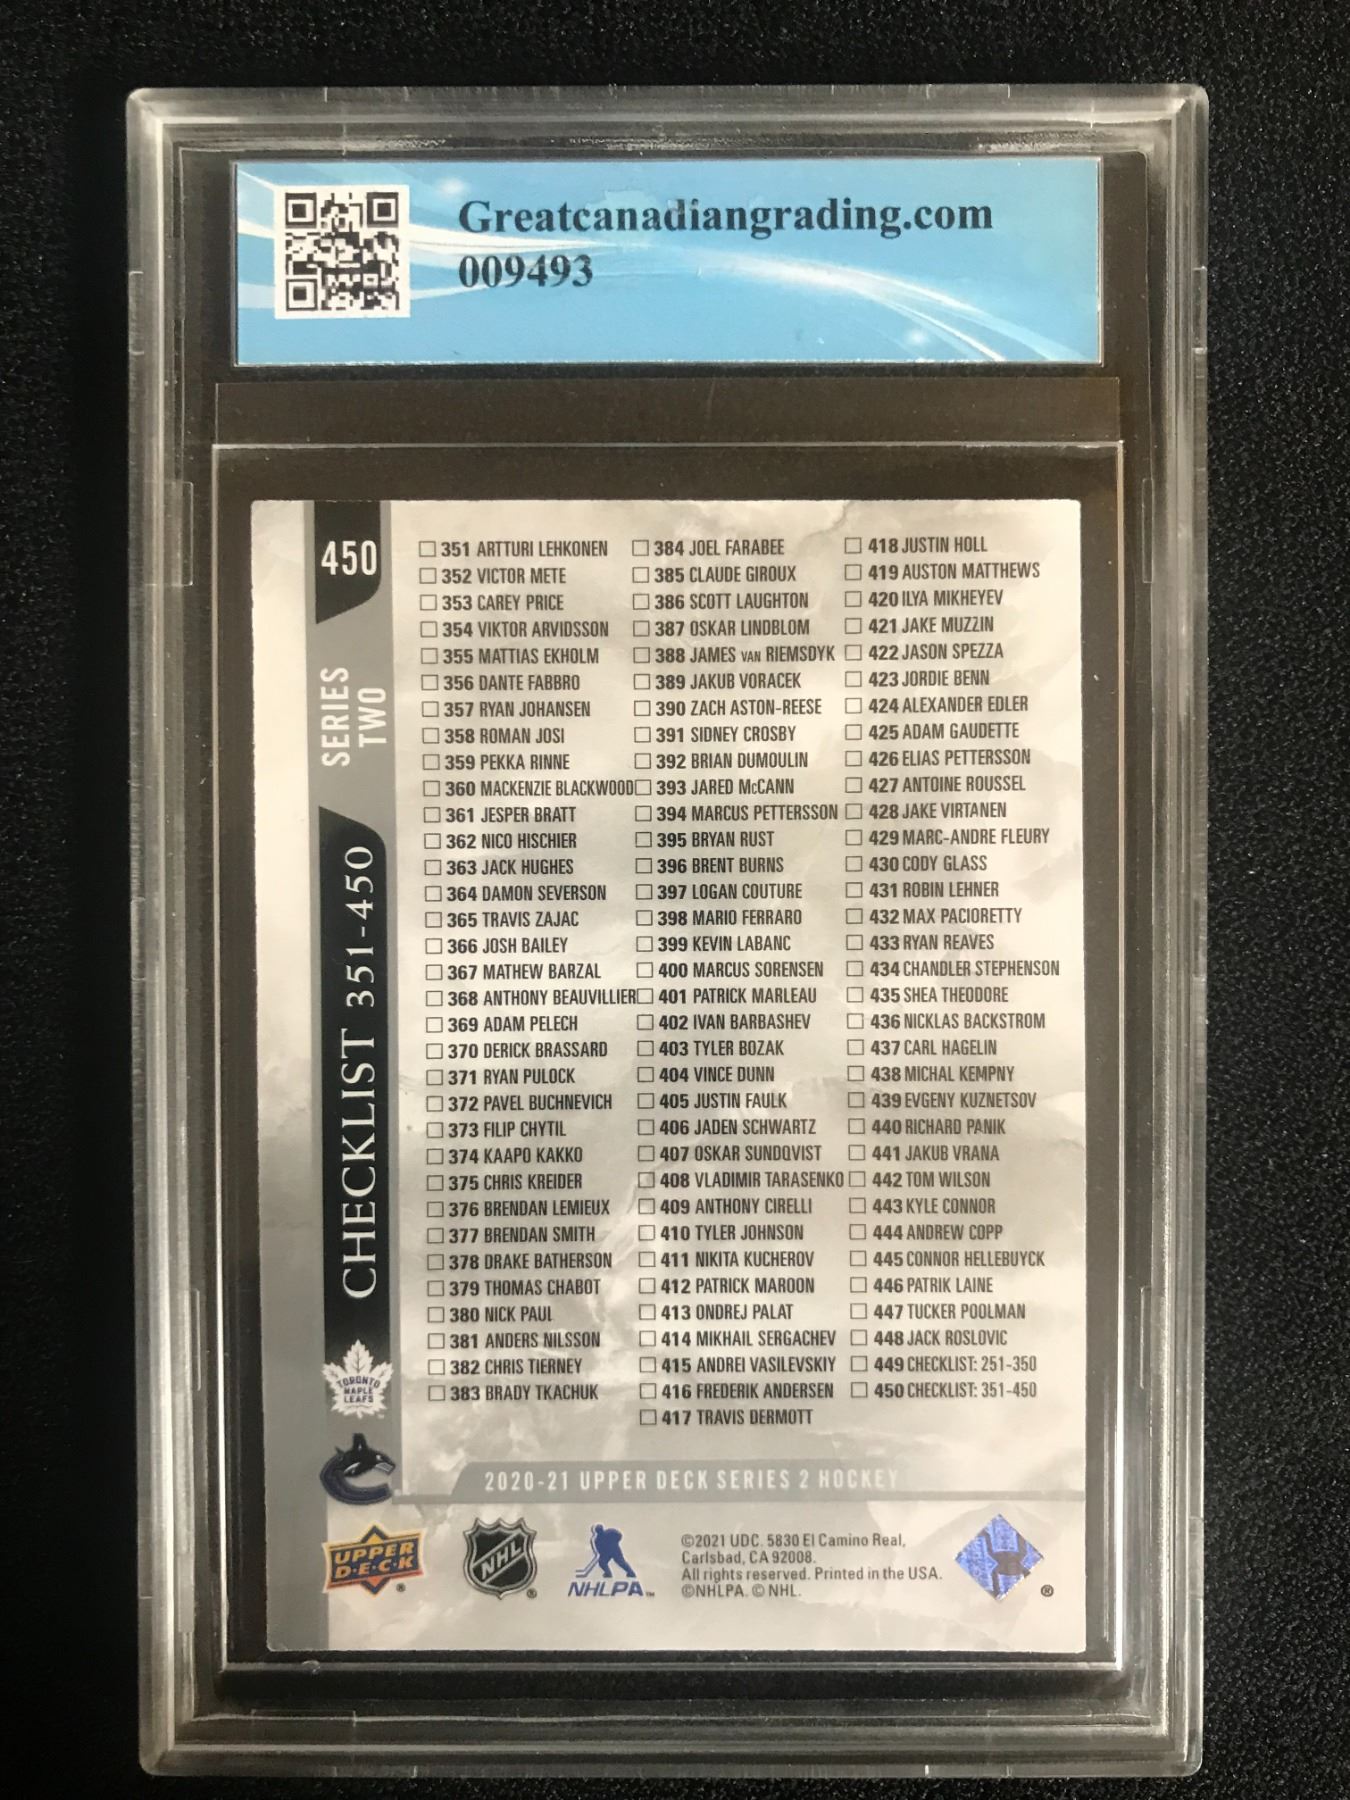 Greatcanadiangrading.com
009493
450
SERIES
TWO
CHECKLIST 351-450
TORONTO
MAPLE
LEAFS
351 ARTTURI LEHKONEN
352 VICTOR METE
353 CAREY PRICE
354 VIKTOR ARVIDSSON
355 MATTIAS EKHOLM
356 DANTE FABBRO
357 RYAN JOHANSEN
358 ROMAN JOSI
359 PEKKA RINNE
360 MACKENZIE BLACKWOOD
361 JESPER BRATT
362 NICO HISCHIER
363 JACK HUGHES
364 DAMON SEVERSON
365 TRAVIS ZAJAC
366 JOSH BAILEY
367 MATHEW BARZAL
368 ANTHONY BEAUVILLIER
369 ADAM PELECH
370 DERICK BRASSARD
371 RYAN PULOCK
372 PAVEL BUCHNEVICH
373 FILIP CHYTIL
374 KAAPO KAKKO
375 CHRIS KREIDER
376 BRENDAN LEMIEUX
377 BRENDAN SMITH
378 DRAKE BATHERSON
379 THOMAS CHABOT
380 NICK PAUL
381 ANDERS NILSSON
382 CHRIS TIERNEY
383 BRADY TKACHUK
384 JOEL FARABEE
385 CLAUDE GIROUX
386 SCOTT LAUGHTON
387 OSKAR LINDBLOM
388 JAMES VAN RIEMSDYK
389 JAKUB VORACEK
390 ZACH ASTON-REESE
391 SIDNEY CROSBY
392 BRIAN DUMOULIN
393 JARED McCANN
394 MARCUS PETTERSSON
395 BRYAN RUST
396 BRENT BURNS
397 LOGAN COUTURE
398 MARIO FERRARO
399 KEVIN LABANC
400 MARCUS SORENSEN
401 PATRICK MARLEAU
402 IVAN BARBASHEV
403 TYLER BOZAK
404 VINCE DUNN
405 JUSTIN FAULK
406 JADEN SCHWARTZ
407 OSKAR SUNDQVIST
408 VLADIMIR TARASENKO
409 ANTHONY CIRELLI
410 TYLER JOHNSON
411 NIKITA KUCHEROV
412 PATRICK MAROON
413 ONDREJ PALAT
414 MIKHAIL SERGACHEV
415 ANDREI VASILEVSKIY
416 FREDERIK ANDERSEN
417 TRAVIS DERMOTT
418 JUSTIN HOLL
419 AUSTON MATTHEWS
420 ILYA MIKHEYEV
421 JAKE MUZZIN
422 JASON SPEZZA
423 JORDIE BENN
424 ALEXANDER EDLER
425 ADAM GAUDETTE
426 ELIAS PETTERSSON
427 ANTOINE ROUSSEL
428 JAKE VIRTANEN
429 MARC-ANDRE FLEURY
430 CODY GLASS
431 ROBIN LEHNER
432 MAX PACIORETTY
433 RYAN REAVES
434 CHANDLER STEPHENSON
435 SHEA THEODORE
436 NICKLAS BACKSTROM
437 CARL HAGELIN
438 MICHAL KEMPNY
439 EVGENY KUZNETSOV
440 RICHARD PANIK
441 JAKUB VRANA
442 TOM WILSON
443 KYLE CONNOR
444 ANDREW COPP
445 CONNOR HELLEBUYCK
446 PATRIK LAINE
447 TUCKER POOLMAN
448 JACK ROSLOVIC
449 CHECKLIST: 251-350
450 CHECKLIST: 351-450
2020-21 UPPER DECK SERIES 2 HOCKEY
UPPER
D·E·C·K ®
NHL ®
NHLPA ™
©2021 UDC. 5830 El Camino Real,
Carlsbad, CA 92008.
All rights reserved. Printed in the USA.
©NHLPA. © NHL.
®